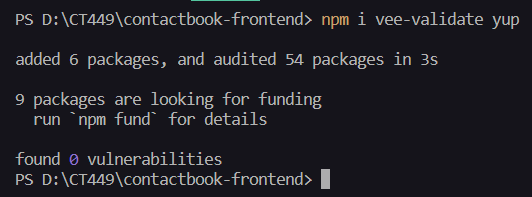 PS D:\CT449\contactbook-frontend> npm i vee-validate yup
added 6 packages, and audited 54 packages in 3s
9 packages are looking for funding
  run `npm fund` for details
found 0 vulnerabilities
PS D:\CT449\contactbook-frontend>